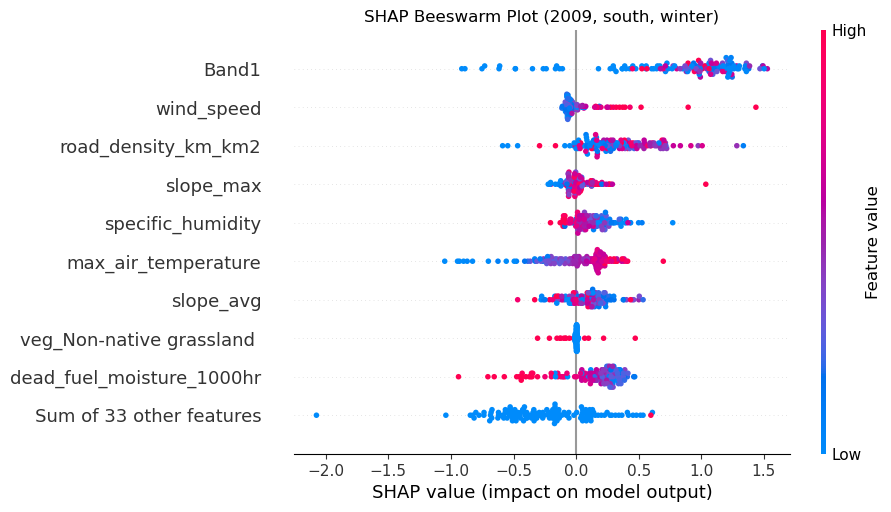 SHAP Beeswarm Plot (2009, south, winter)
High
Band1
wind_speed
road_density_km_km2
slope_max
specific_humidity
max_air_temperature
slope_avg
veg_Non-native grassland
dead_fuel_moisture_1000hr
Sum of 33 other features
Feature value
Low
−2.0 −1.5 −1.0 −0.5 0.0 0.5 1.0 1.5
SHAP value (impact on model output)